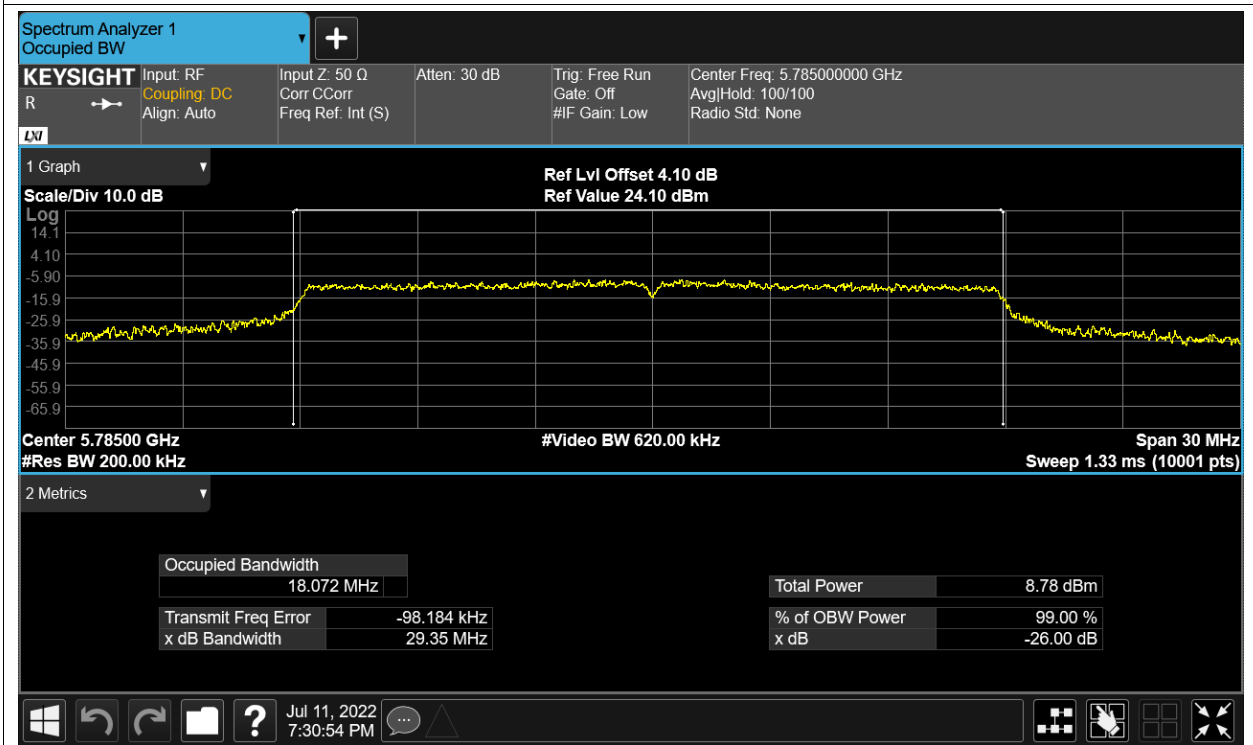 Spectrum Analyzer 1
Occupied BW
KEYSIGHT
R
LXI
Input: RF
Coupling: DC
Align: Auto
Input Z: 50 Ω
Corr CCorr
Freq Ref: Int (S)
Atten: 30 dB
Trig: Free Run
Gate: Off
#IF Gain: Low
Center Freq: 5.785000000 GHz
Avg|Hold: 100/100
Radio Std: None
1 Graph
Scale/Div 10.0 dB
Ref Lvl Offset 4.10 dB
Ref Value 24.10 dBm
Log
14.1
4.10
-5.90
-15.9
-25.9
-35.9
-45.9
-55.9
-65.9
Center 5.78500 GHz
#Video BW 620.00 kHz
Span 30 MHz
#Res BW 200.00 kHz
Sweep 1.33 ms (10001 pts)
2 Metrics
Occupied Bandwidth
18.072 MHz
Total Power 8.78 dBm
Transmit Freq Error -98.184 kHz
% of OBW Power 99.00 %
x dB Bandwidth 29.35 MHz
x dB -26.00 dB
?
Jul 11, 2022
7:30:54 PM